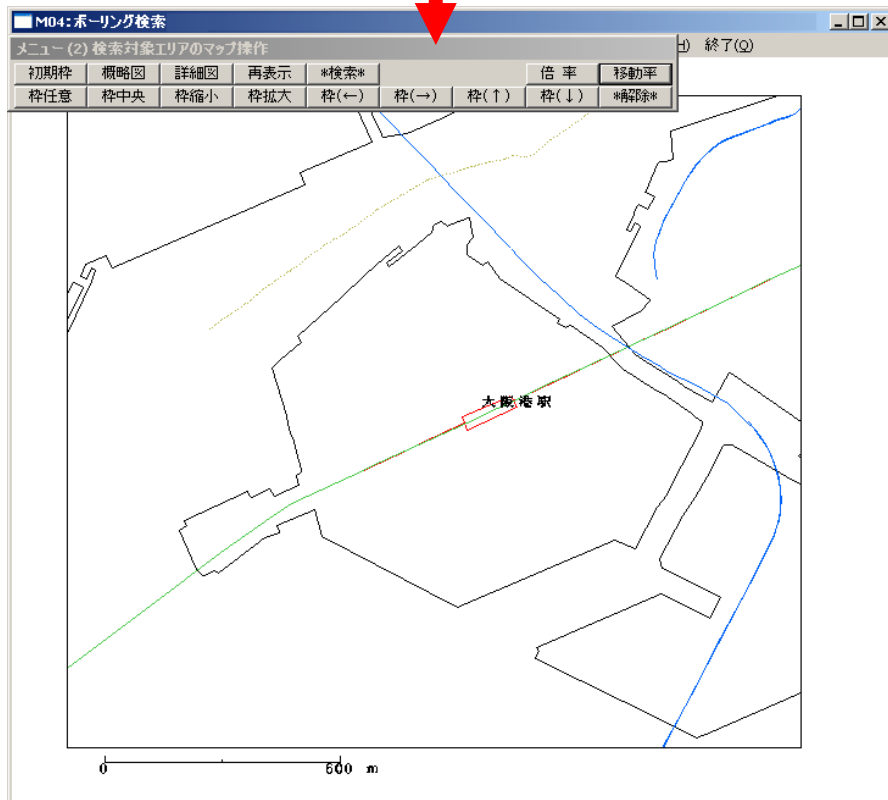 M04:ボーリング検索
メニュー(2)検索対象エリアのマップ操作
終了(Q)
初期枠 概略図 詳細図 再表示 *検索* 倍 率 移動率
枠任意 枠中央 枠縮小 枠拡大 枠(←) 枠(→) 枠(↑) 枠(↓) *解除*
大阪港駅
0 600 m